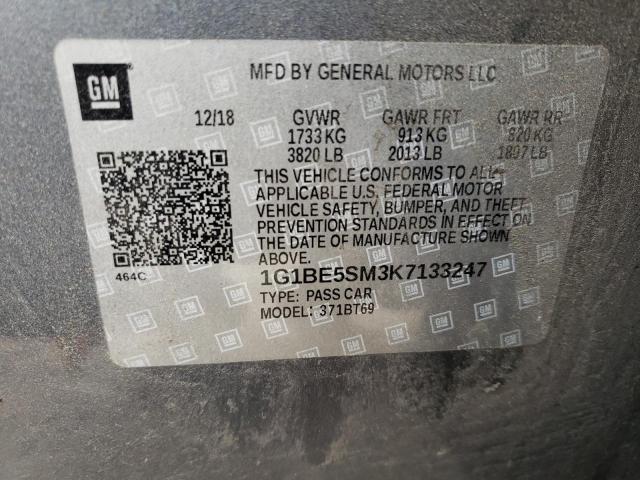 GM
MFD BY GENERAL MOTORS LLC
12/18 GVWR GAWR FRT GAWR RR
1733 KG 913 KG 820 KG
3820 LB 2013 LB 1807 LB
THIS VEHICLE CONFORMS TO ALL
APPLICABLE U.S. FEDERAL MOTOR
VEHICLE SAFETY, BUMPER, AND THEFT
PREVENTION STANDARDS IN EFFECT ON
THE DATE OF MANUFACTURE SHOWN
ABOVE.
464C
1G1BE5SM3K7133247
TYPE: PASS CAR
MODEL: 371BT69